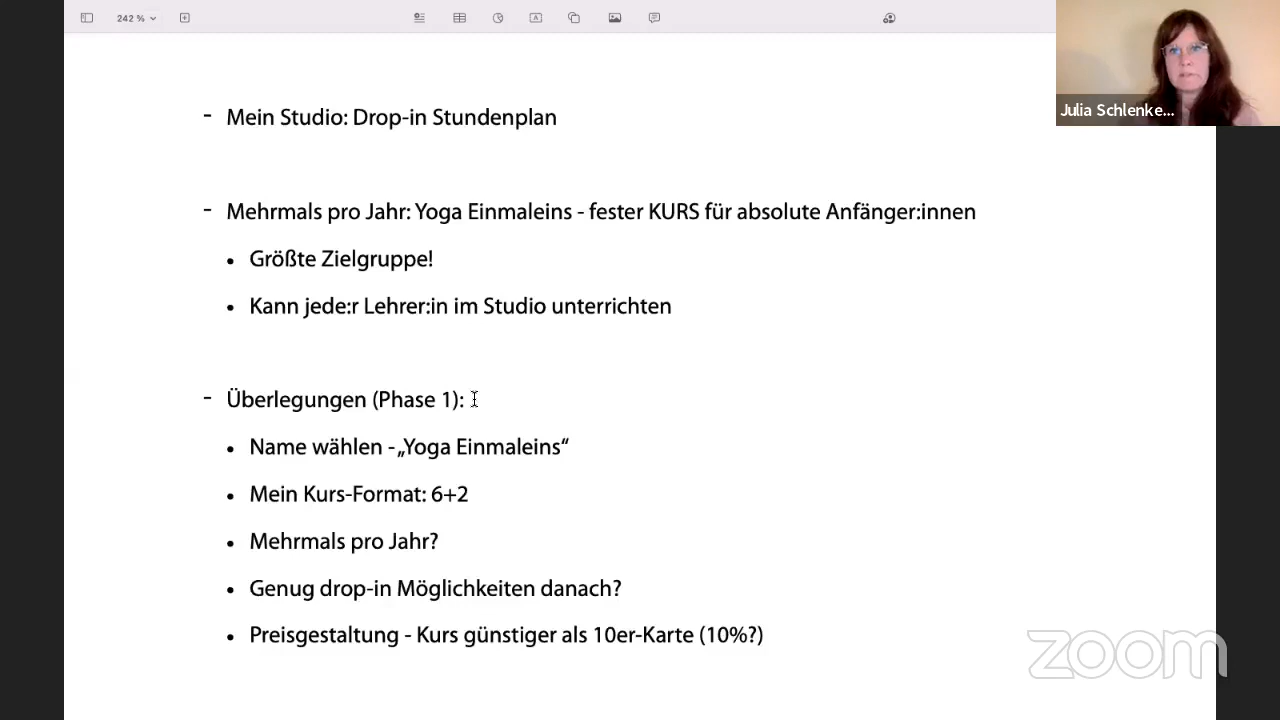 242 %
Julia Schlenke...
- Mein Studio: Drop-in Stundenplan
- Mehrmals pro Jahr: Yoga Einmaleins - fester KURS für absolute Anfänger:innen
• Größte Zielgruppe!
• Kann jede:r Lehrer:in im Studio unterrichten
- Überlegungen (Phase 1):
• Name wählen -„Yoga Einmaleins“
• Mein Kurs-Format: 6+2
• Mehrmals pro Jahr?
• Genug drop-in Möglichkeiten danach?
• Preisgestaltung - Kurs günstiger als 10er-Karte (10%?)
zoom